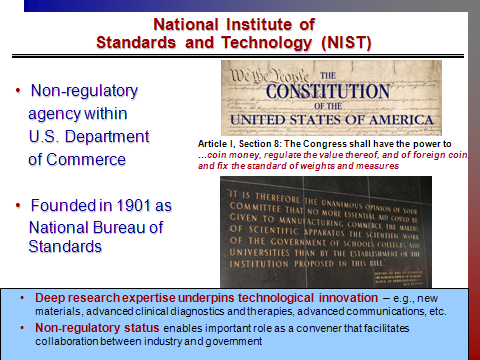 National Institute of
Standards and Technology (NIST)
• Non-regulatory
agency within
U.S. Department
of Commerce
We the People
THE
CONSTITUTION
OF THE
UNITED STATES OF AMERICA
Article I, Section 8: The Congress shall have the power to
…coin money, regulate the value thereof, and of foreign coin,
and fix the standard of weights and measures
• Founded in 1901 as
National Bureau of
Standards
"IT IS THEREFORE THE UNANIMOUS OPINION OF YOUR
COMMITTEE THAT NO MORE ESSENTIAL AID COULD BE
GIVEN TO MANUFACTURING COMMERCE THE MAKERS
OF SCIENTIFIC APPARATUS THE SCIENTIFIC WORK
OF THE GOVERNMENT OF SCHOOLS COLLEGES AND
UNIVERSITIES THAN BY THE ESTABLISHMENT OF THE
INSTITUTION PROPOSED IN THIS BILL"
• Deep research expertise underpins technological innovation – e.g., new
materials, advanced clinical diagnostics and therapies, advanced communications, etc.
• Non-regulatory status enables important role as a convener that facilitates
collaboration between industry and government